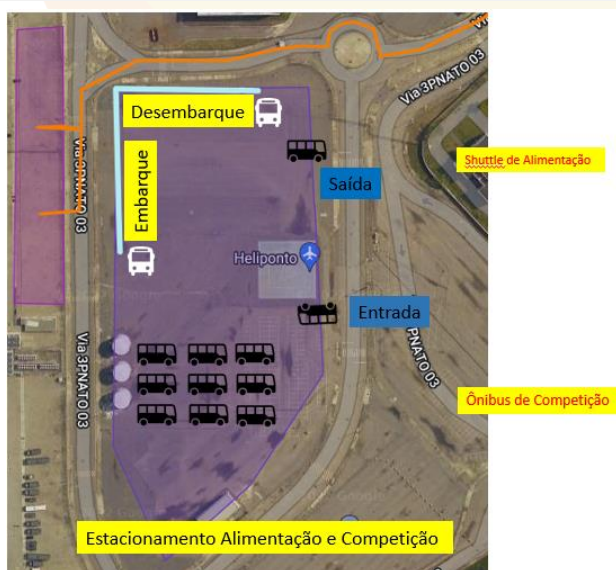 Via 3PNATO 03
Desembarque
Shuttle de Alimentação
Via 3PNATO 03
Embarque
Saída
Heliponto
Entrada
Via 3PNATO 03
PNATO 03
Ônibus de Competição
Estacionamento Alimentação e Competição